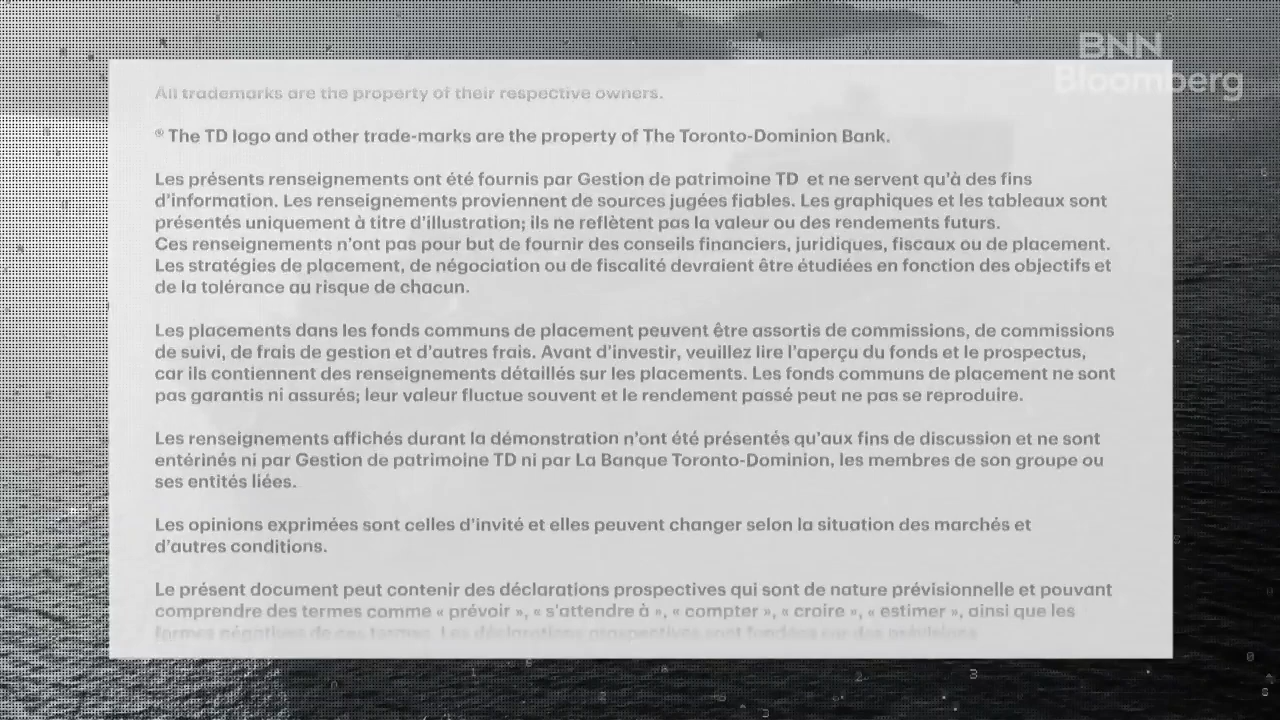 BNN
Bloomberg
All trademarks are the property of their respective owners.
® The TD logo and other trade-marks are the property of The Toronto-Dominion Bank.
Les présents renseignements ont été fournis par Gestion de patrimoine TD et ne servent qu'à des fins
d'information. Les renseignements proviennent de sources jugées fiables. Les graphiques et les tableaux sont
présentés uniquement à titre d'illustration; ils ne reflètent pas la valeur ou des rendements futurs.
Ces renseignements n'ont pas pour but de fournir des conseils financiers, juridiques, fiscaux ou de placement.
Les stratégies de placement, de négociation ou de fiscalité devraient être étudiées en fonction des objectifs et
de la tolérance au risque de chacun.
Les placements dans les fonds communs de placement peuvent être assortis de commissions, de commissions
de suivi, de frais de gestion et d'autres frais. Avant d'investir, veuillez lire l'aperçu du fonds et le prospectus,
car ils contiennent des renseignements détaillés sur les placements. Les fonds communs de placement ne sont
pas garantis ni assurés; leur valeur fluctue souvent et le rendement passé peut ne pas se reproduire.
Les renseignements affichés durant la démonstration n'ont été présentés qu'aux fins de discussion et ne sont
entérinés ni par Gestion de patrimoine TD ni par La Banque Toronto-Dominion, les membres de son groupe ou
ses entités liées.
Les opinions exprimées sont celles d'invité et elles peuvent changer selon la situation des marchés et
d'autres conditions.
Le présent document peut contenir des déclarations prospectives qui sont de nature prévisionnelle et pouvant
comprendre des termes comme « prévoir », « s'attendre à », « compter », « croire », « estimer », ainsi que les
formes négatives de ces termes. Les déclarations prospectives sont fondées sur des prévisions